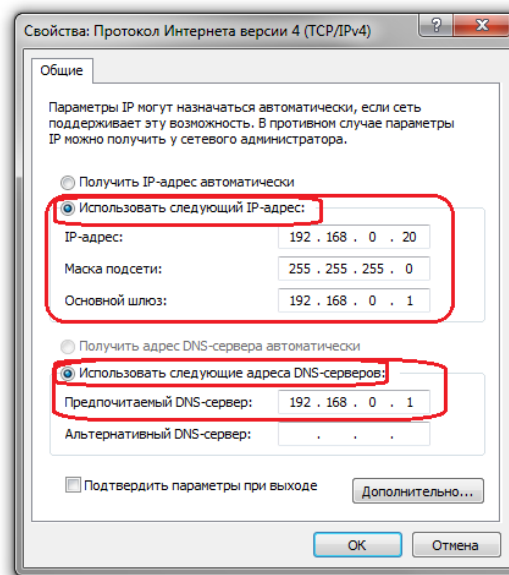 Свойства: Протокол Интернета версии 4 (TCP/IPv4)
?
Общие
Параметры IP могут назначаться автоматически, если сеть
поддерживает эту возможность. В противном случае параметры
IP можно получить у сетевого администратора.
Получить IP-адрес автоматически
Использовать следующий IP-адрес:
IP-адрес: 192 . 168 . 0 . 20
Маска подсети: 255 . 255 . 255 . 0
Основной шлюз: 192 . 168 . 0 . 1
Получить адрес DNS-сервера автоматически
Использовать следующие адреса DNS-серверов:
Предпочитаемый DNS-сервер: 192 . 168 . 0 . 1
Альтернативный DNS-сервер: . . .
Подтвердить параметры при выходе
Дополнительно...
ОК Отмена